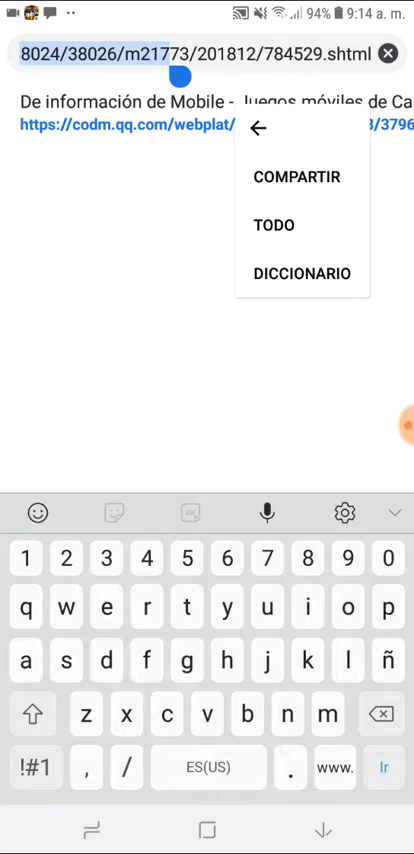 94% 9:14 a. m.
8024/38026/m21773/201812/784529.shtml
De información de Mobile - Juegos móviles de Ca
https://codm.qq.com/webplat/ 3/3796
COMPARTIR
TODO
DICCIONARIO
GIF
1 2 3 4 5 6 7 8 9 0
q w e r t y u i o p
a s d f g h j k l ñ
z x c v b n m
!#1 , / ES(US) . www. Ir